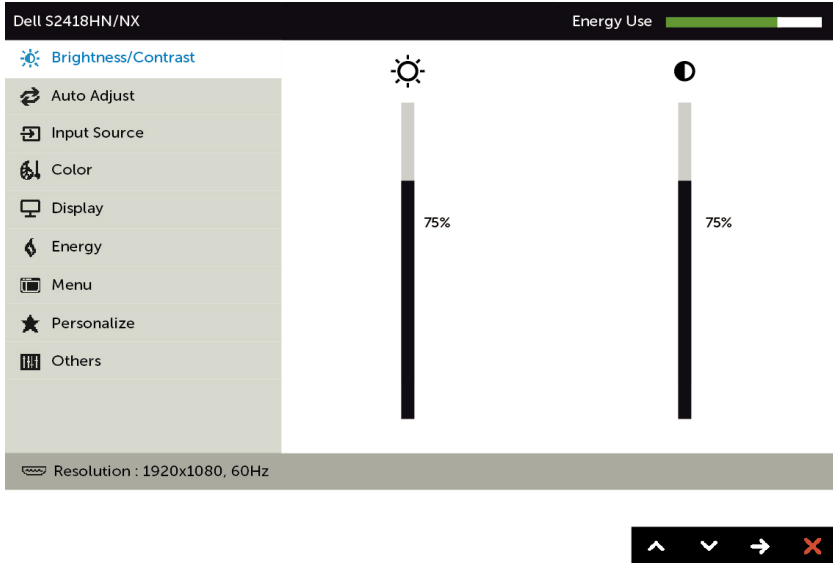 Dell S2418HN/NX
Energy Use
Brightness/Contrast
Auto Adjust
Input Source
Color
Display
Energy
Menu
Personalize
Others
75%
75%
Resolution : 1920x1080, 60Hz